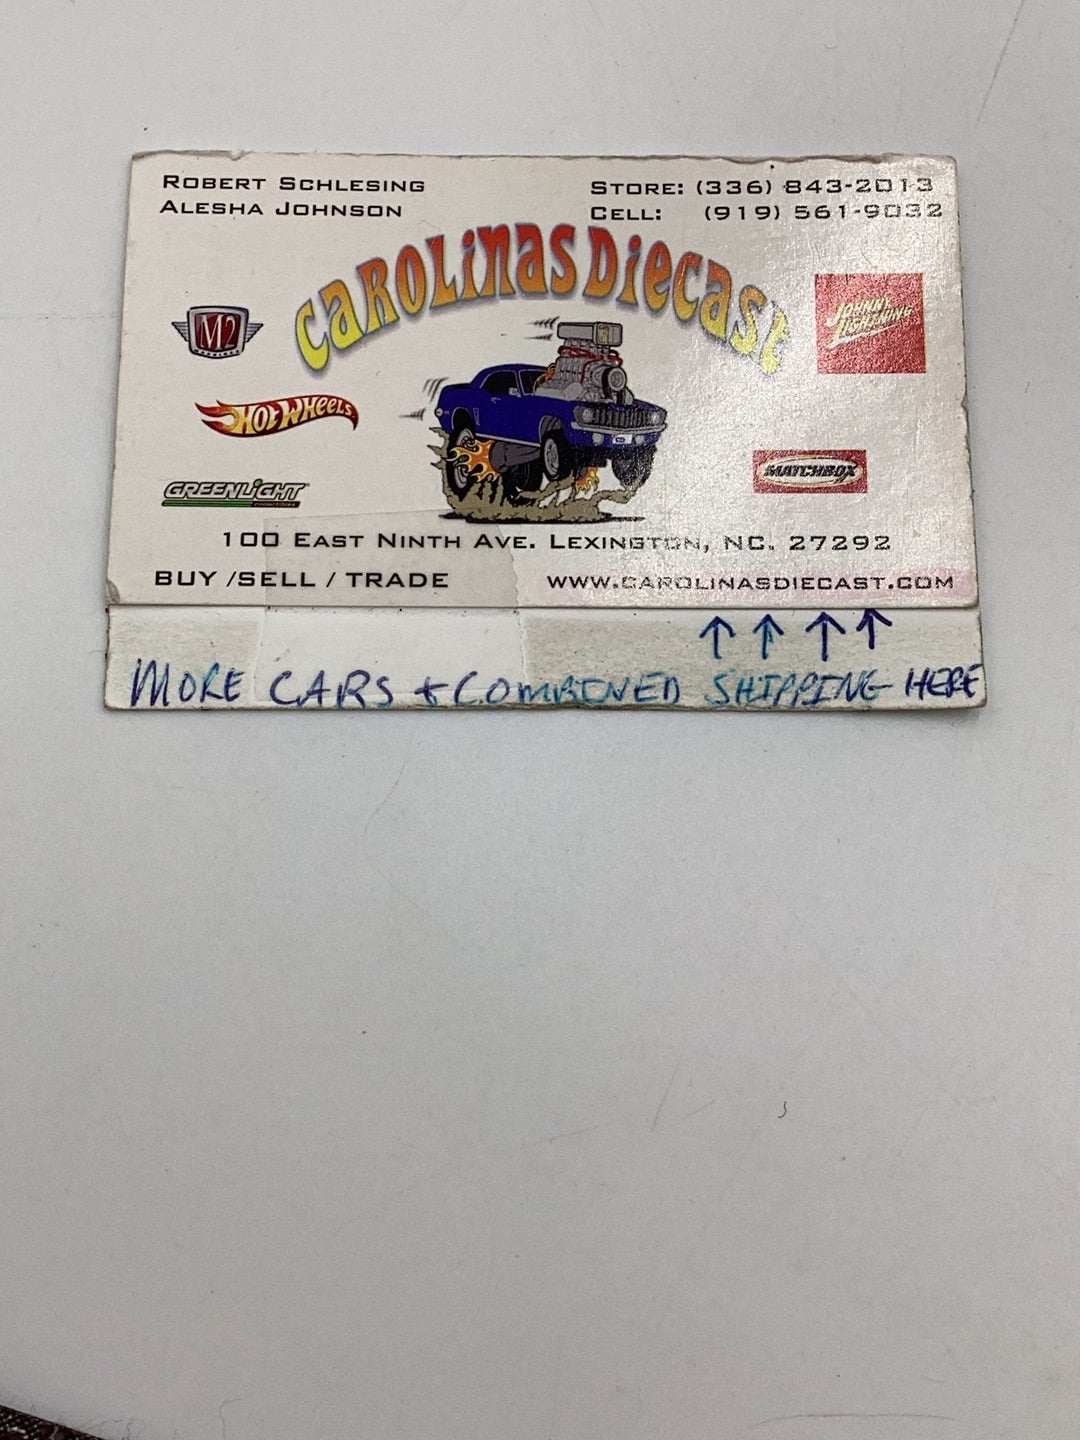 ROBERT SCHLESING
ALESHA JOHNSON
STORE: (336) 843-2013
CELL: (919) 561-9032
CAROLINAS DIECAST
M2
MACHINES
JOHNNY
LIGHTNING
HOT WHEELS
MATCHBOX
GREENLIGHT
100 EAST NINTH AVE. LEXINGTON, NC. 27292
BUY /SELL / TRADE
WWW.CAROLINASDIECAST.COM
↑ ↑ ↑ ↑
MORE CARS + COMBINED SHIPPING HERE